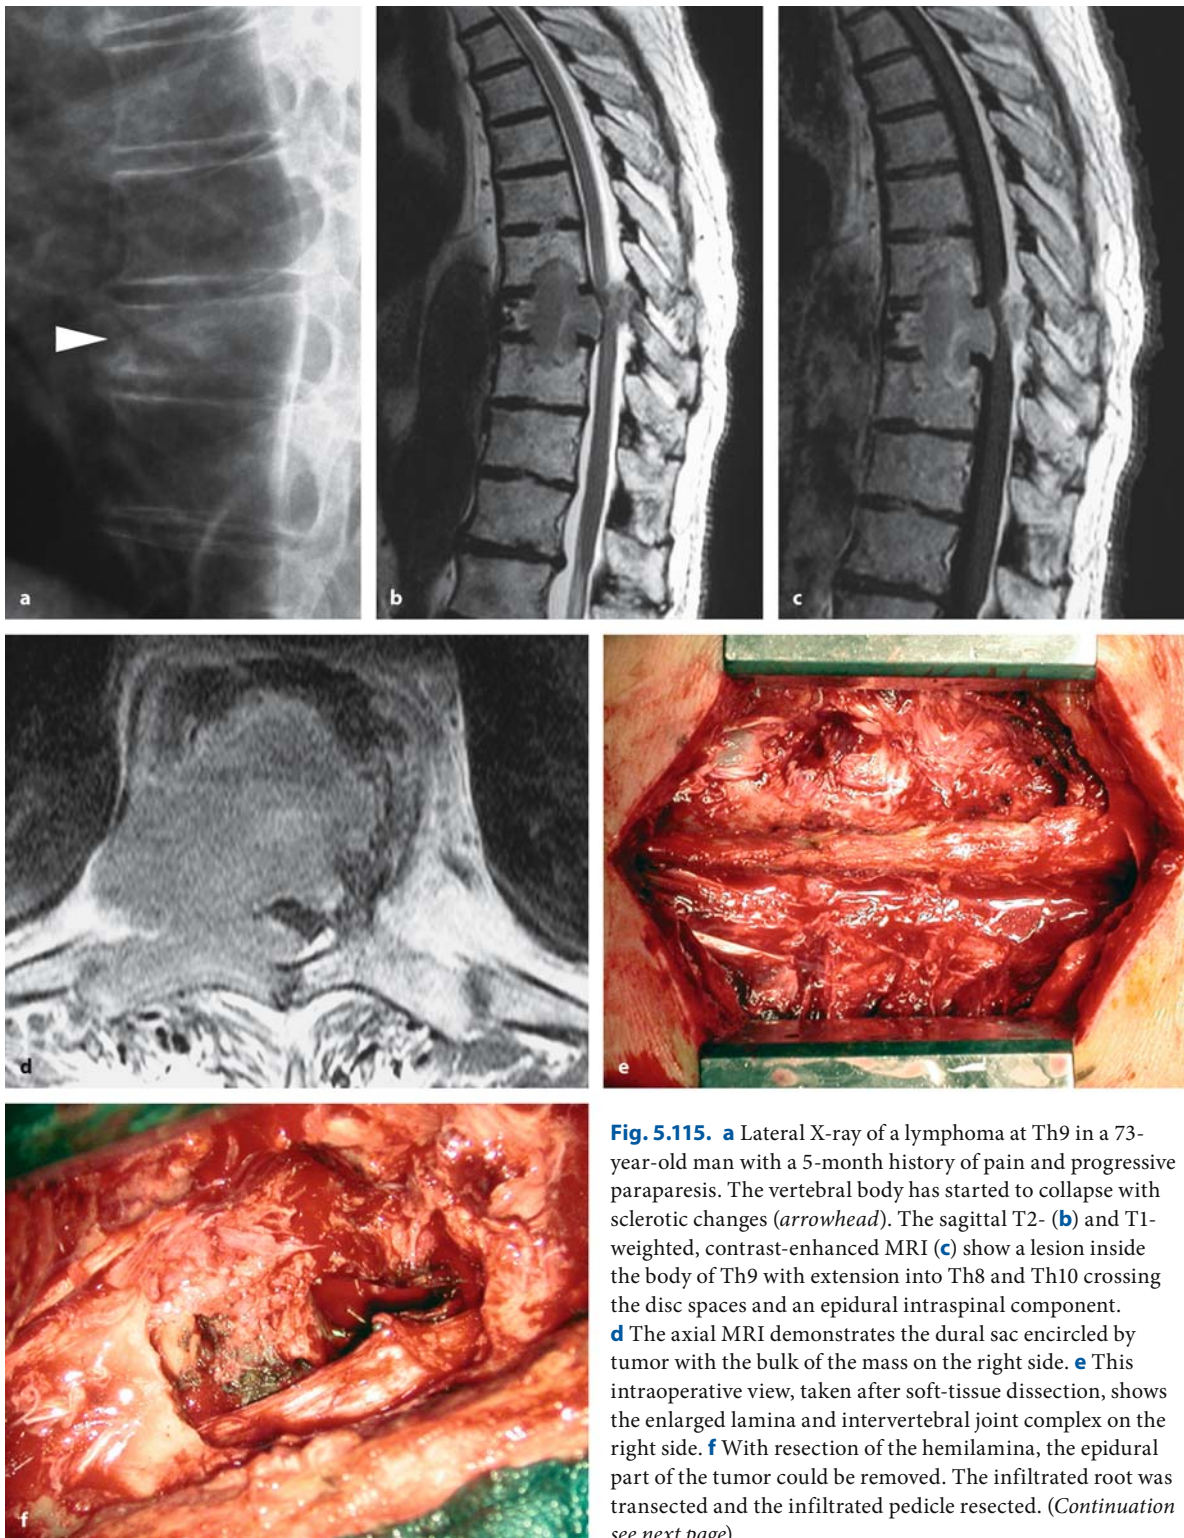 a
b
c
d
e
f
Fig. 5.115. a Lateral X-ray of a lymphoma at Th9 in a 73-
year-old man with a 5-month history of pain and progressive
paraparesis. The vertebral body has started to collapse with
sclerotic changes (arrowhead). The sagittal T2- (b) and T1-
weighted, contrast-enhanced MRI (c) show a lesion inside
the body of Th9 with extension into Th8 and Th10 crossing
the disc spaces and an epidural intraspinal component.
d The axial MRI demonstrates the dural sac encircled by
tumor with the bulk of the mass on the right side. e This
intraoperative view, taken after soft-tissue dissection, shows
the enlarged lamina and intervertebral joint complex on the
right side. f With resection of the hemilamina, the epidural
part of the tumor could be removed. The infiltrated root was
transected and the infiltrated pedicle resected. (Continuation
see next page)